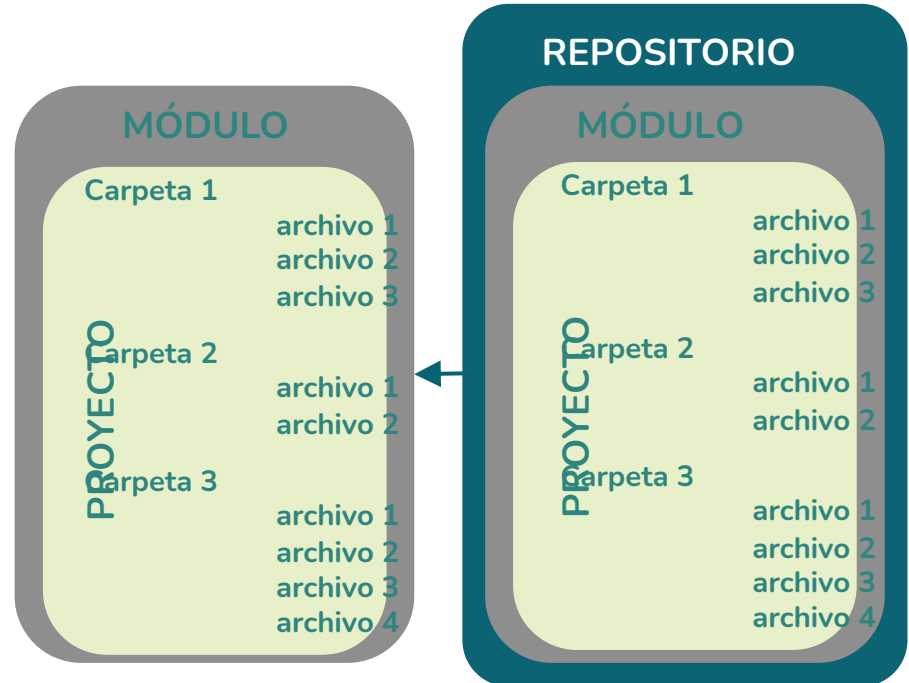 REPOSITORIO
MÓDULO
PROYECTO
Carpeta 1
archivo 1
archivo 2
archivo 3
Carpeta 2
archivo 1
archivo 2
Carpeta 3
archivo 1
archivo 2
archivo 3
archivo 4
MÓDULO
PROYECTO
Carpeta 1
archivo 1
archivo 2
archivo 3
Carpeta 2
archivo 1
archivo 2
Carpeta 3
archivo 1
archivo 2
archivo 3
archivo 4